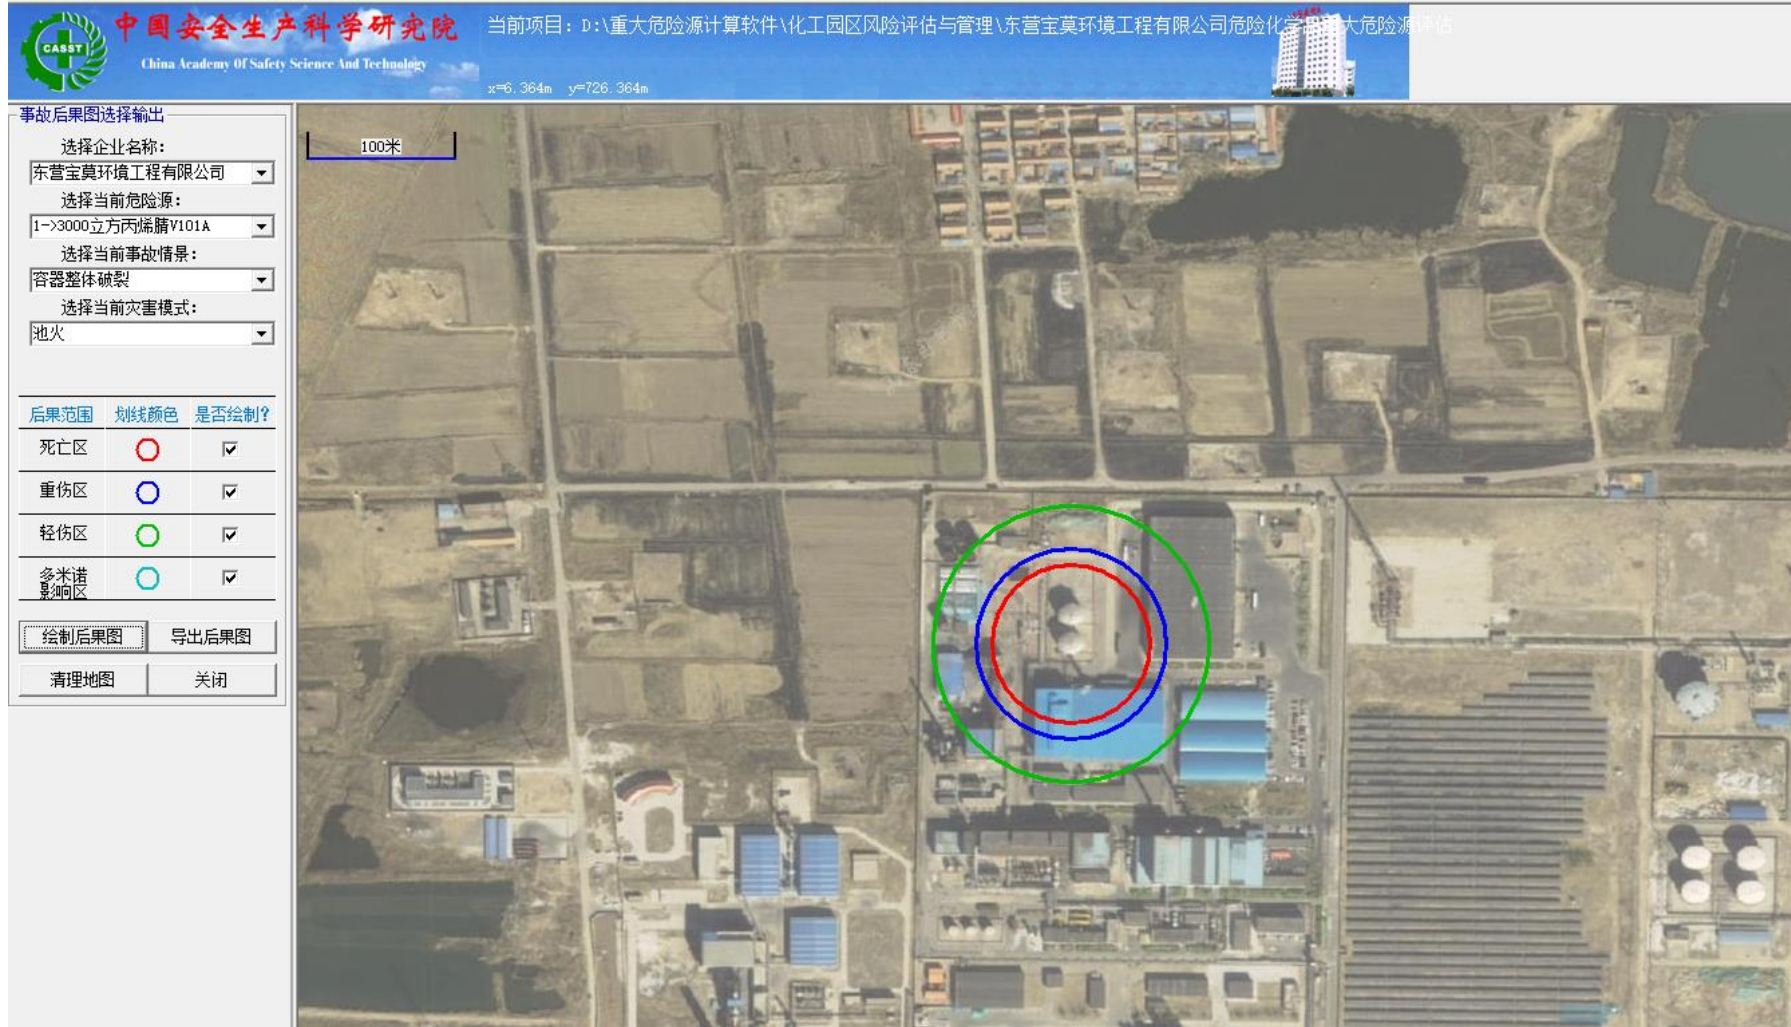 中国安全生产科学研究院
China Academy Of Safety Science And Technology
CASST
当前项目：D:\重大危险源计算软件\化工园区风险评估与管理\东营宝莫环境工程有限公司危险化学品重大危险源评估
x=6.364m y=726.364m
事故后果图选择输出
选择企业名称：
东营宝莫环境工程有限公司
选择当前危险源：
1->3000立方丙烯腈V101A
选择当前事故情景：
容器整体破裂
选择当前灾害模式：
池火
后果范围 划线颜色 是否绘制?
死亡区
重伤区
轻伤区
多米诺
影响区
绘制后果图 导出后果图
清理地图 关闭
100米